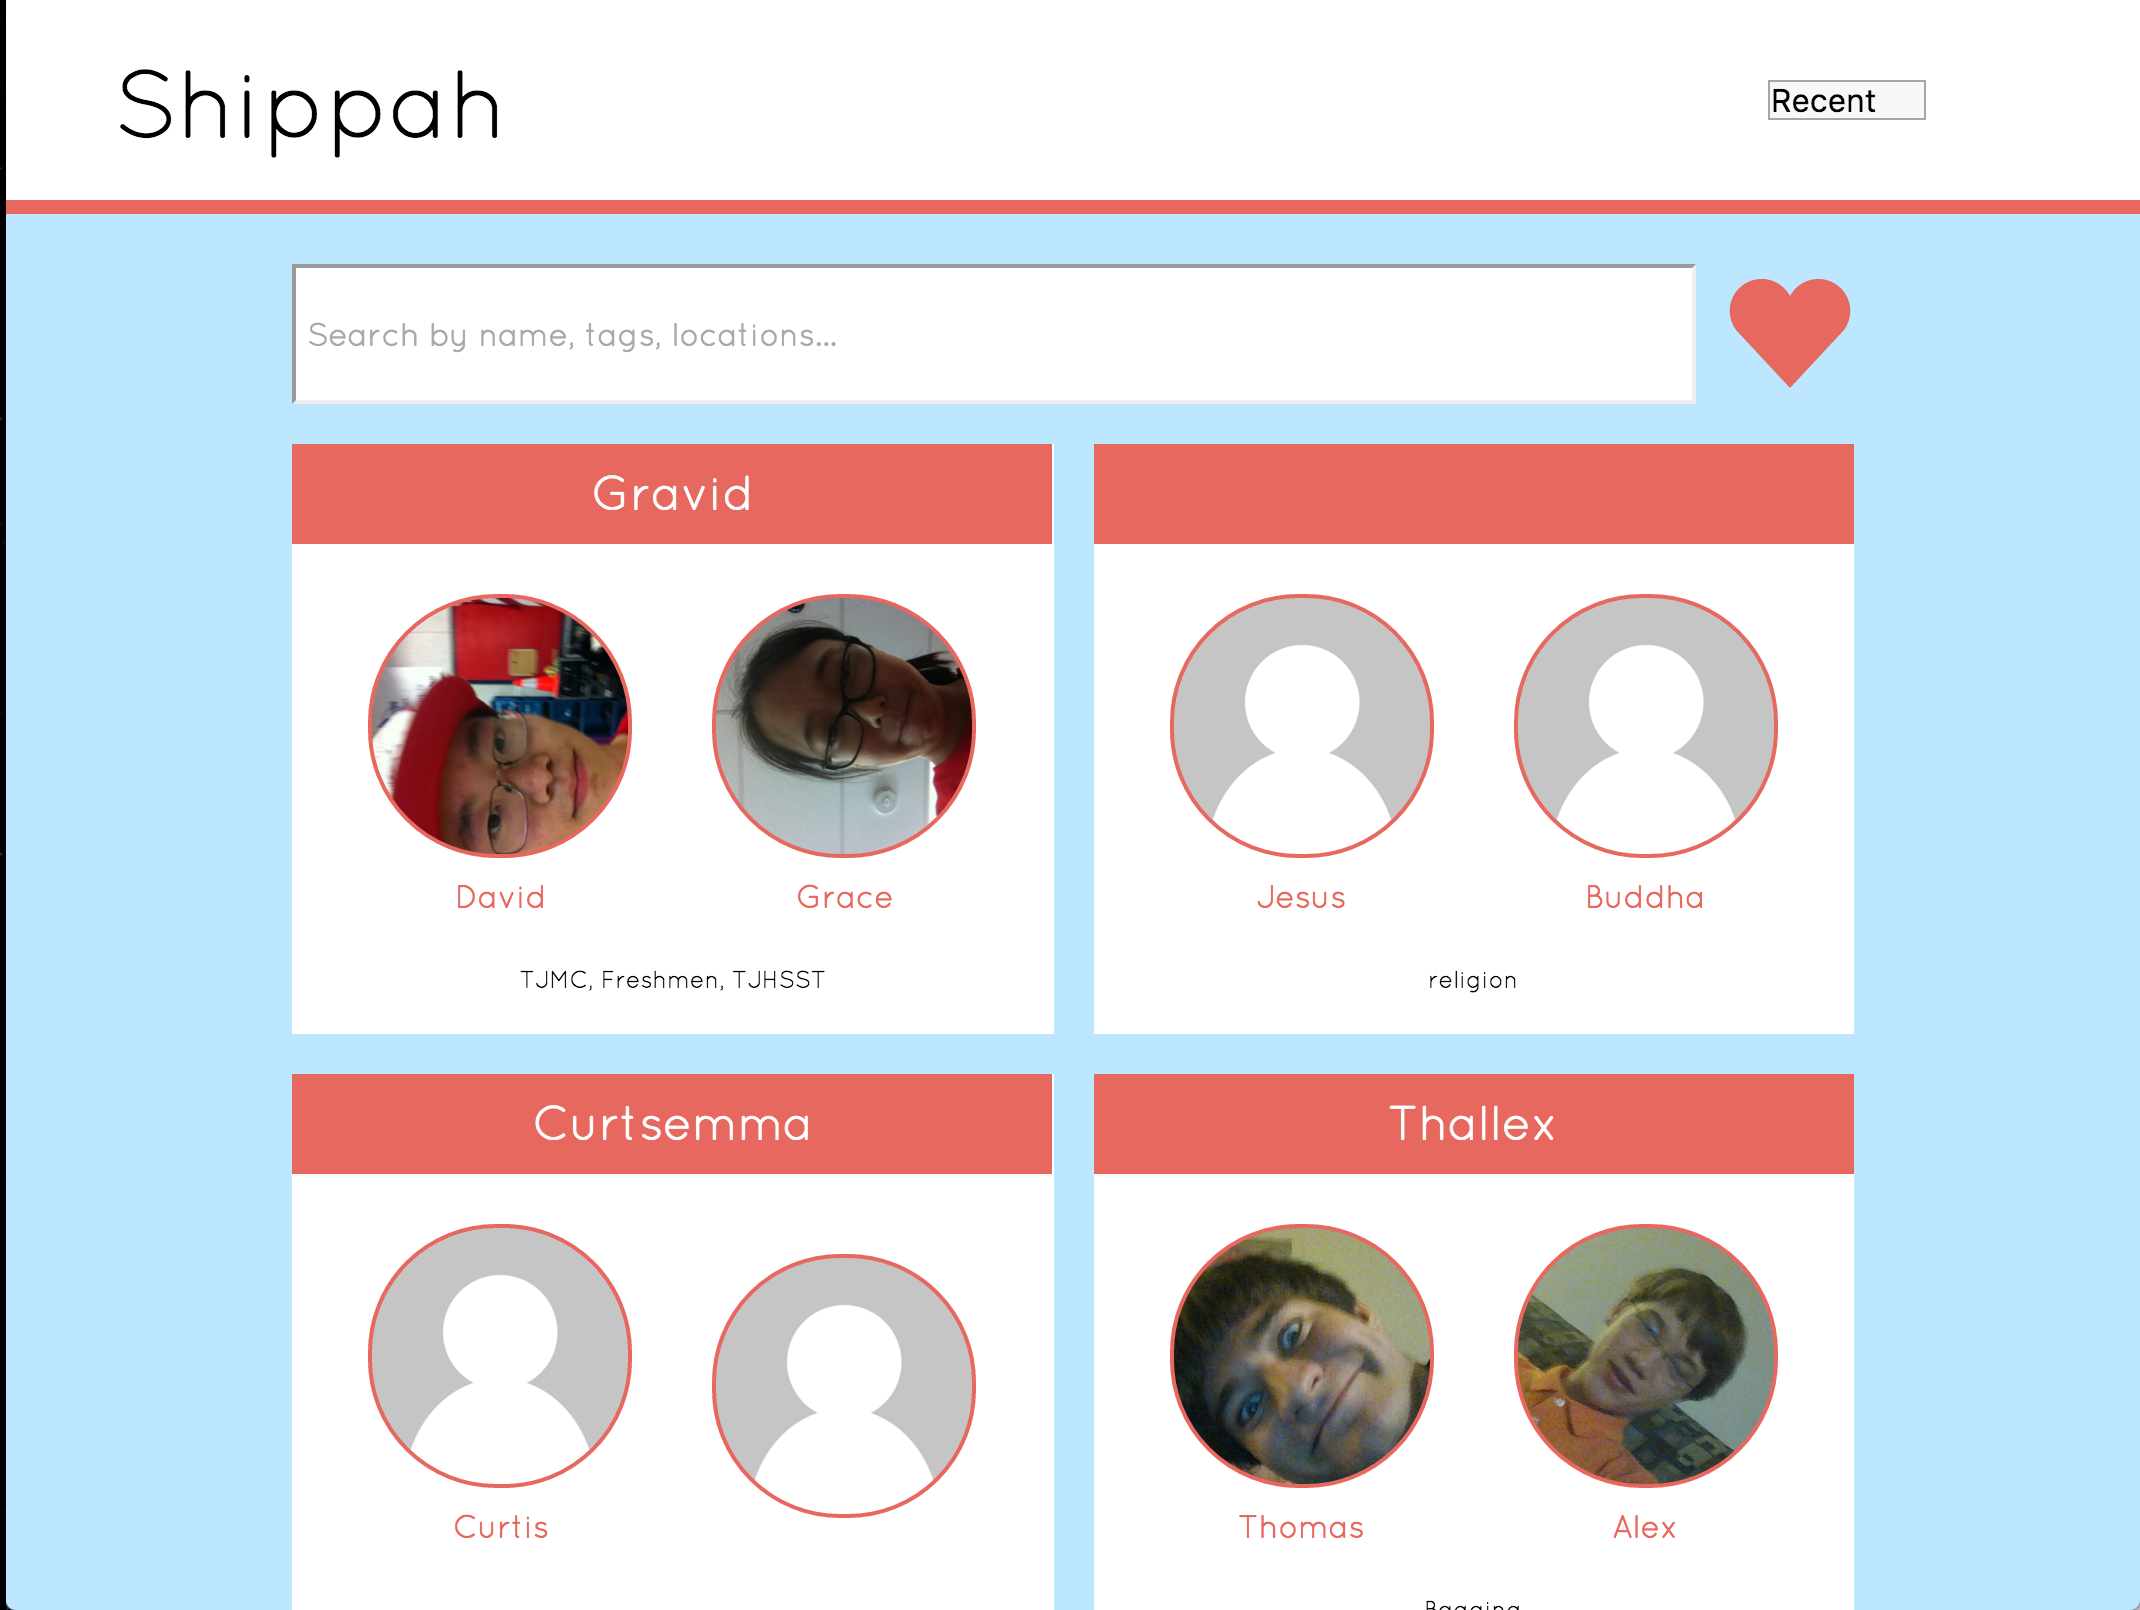 Shippah
Recent
Search by name, tags, locations...
Gravid
David
Grace
TJMC, Freshmen, TJHSST
Jesus
Buddha
religion
Curtsemma
Curtis
Thallex
Thomas
Alex